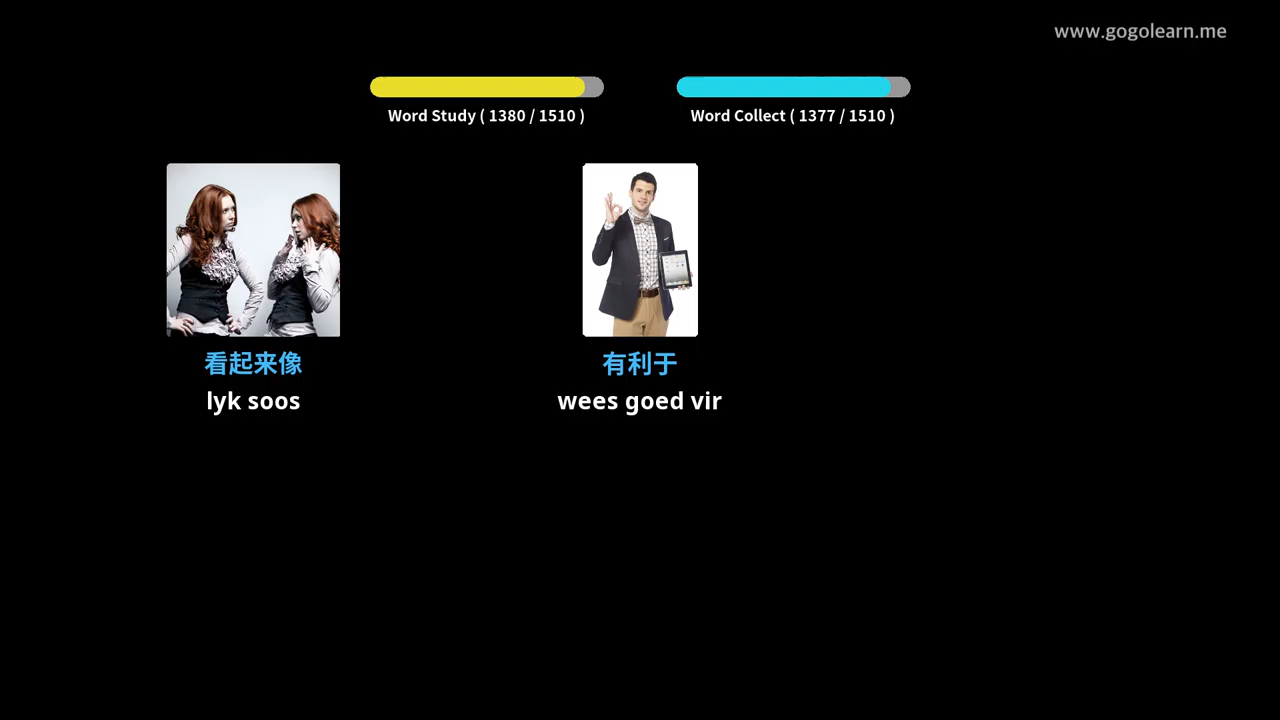 www.gogolearn.me
Word Study ( 1380 / 1510 )
Word Collect ( 1377 / 1510 )
看起来像
lyk soos
有利于
wees goed vir